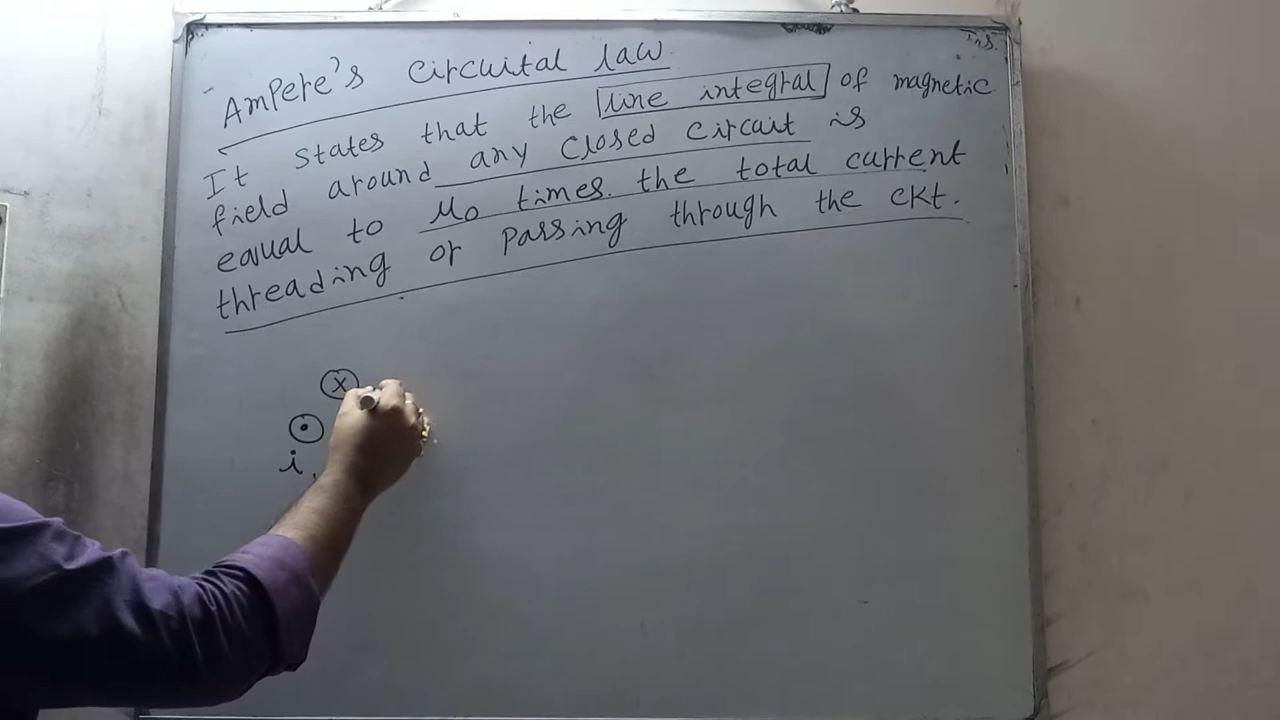 Ampere's circuital law
It states that the line integral of magnetic
field around any closed circuit is
equal to μ₀ times the total current
threading or passing through the ckt.
x
i